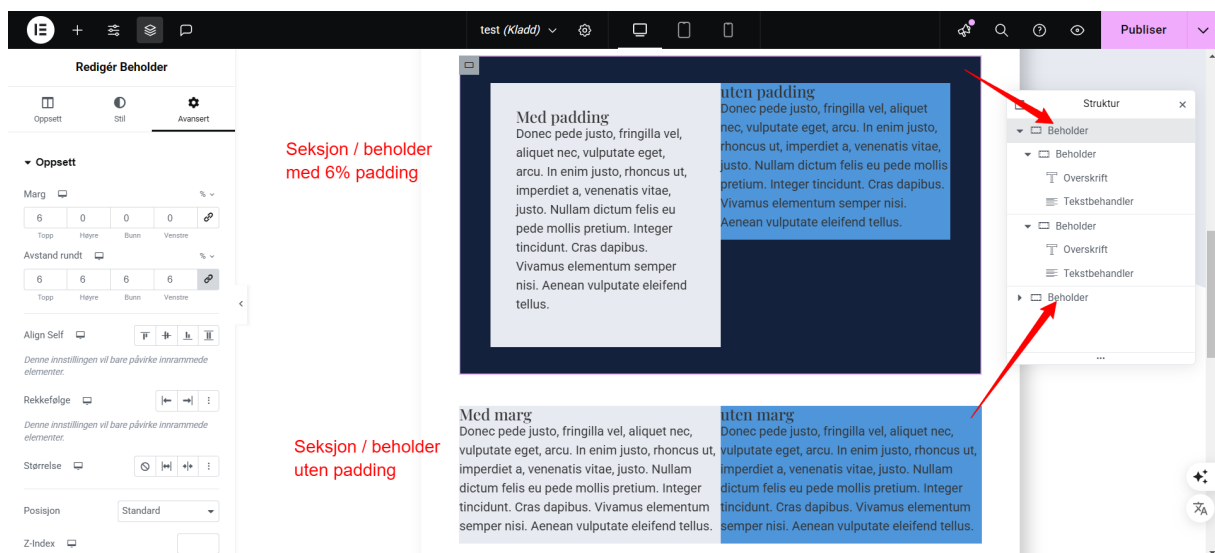 test (Kladd)
Publiser
Redigér Beholder
Oppsett
Stil
Avansert
Oppsett
Marg
%
6 0 0 0
Topp Høyre Bunn Venstre
Avstand rundt
%
6 6 6 6
Topp Høyre Bunn Venstre
Align Self
Denne innstillingen vil bare påvirke innrammede
elementer.
Rekkefølge
Denne innstillingen vil bare påvirke innrammede
elementer.
Størrelse
Posisjon
Standard
Z-Index
Seksjon / beholder
med 6% padding
Med padding
Donec pede justo, fringilla vel,
aliquet nec, vulputate eget,
arcu. In enim justo, rhoncus ut,
imperdiet a, venenatis vitae,
justo. Nullam dictum felis eu
pede mollis pretium. Integer
tincidunt. Cras dapibus.
Vivamus elementum semper
nisi. Aenean vulputate eleifend
tellus.
uten padding
Donec pede justo, fringilla vel, aliquet
nec, vulputate eget, arcu. In enim justo,
rhoncus ut, imperdiet a, venenatis vitae,
justo. Nullam dictum felis eu pede mollis
pretium. Integer tincidunt. Cras dapibus.
Vivamus elementum semper nisi.
Aenean vulputate eleifend tellus.
Seksjon / beholder
uten padding
Med marg
Donec pede justo, fringilla vel, aliquet nec,
vulputate eget, arcu. In enim justo, rhoncus ut,
imperdiet a, venenatis vitae, justo. Nullam
dictum felis eu pede mollis pretium. Integer
tincidunt. Cras dapibus. Vivamus elementum
semper nisi. Aenean vulputate eleifend tellus.
uten marg
Donec pede justo, fringilla vel, aliquet nec,
vulputate eget, arcu. In enim justo, rhoncus ut,
imperdiet a, venenatis vitae, justo. Nullam
dictum felis eu pede mollis pretium. Integer
tincidunt. Cras dapibus. Vivamus elementum
semper nisi. Aenean vulputate eleifend tellus.
Struktur
Beholder
Beholder
Overskrift
Tekstbehandler
Beholder
Overskrift
Tekstbehandler
Beholder